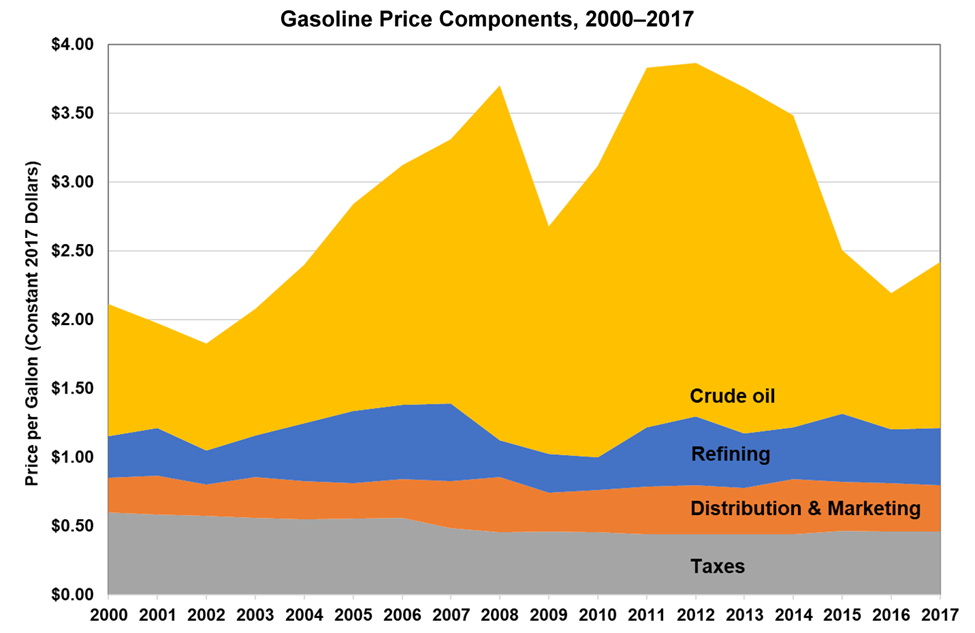 Gasoline Price Components, 2000–2017
Price per Gallon (Constant 2017 Dollars)
$4.00
$3.50
$3.00
$2.50
$2.00
$1.50
$1.00
$0.50
$0.00
Crude oil
Refining
Distribution & Marketing
Taxes
2000 2001 2002 2003 2004 2005 2006 2007 2008 2009 2010 2011 2012 2013 2014 2015 2016 2017